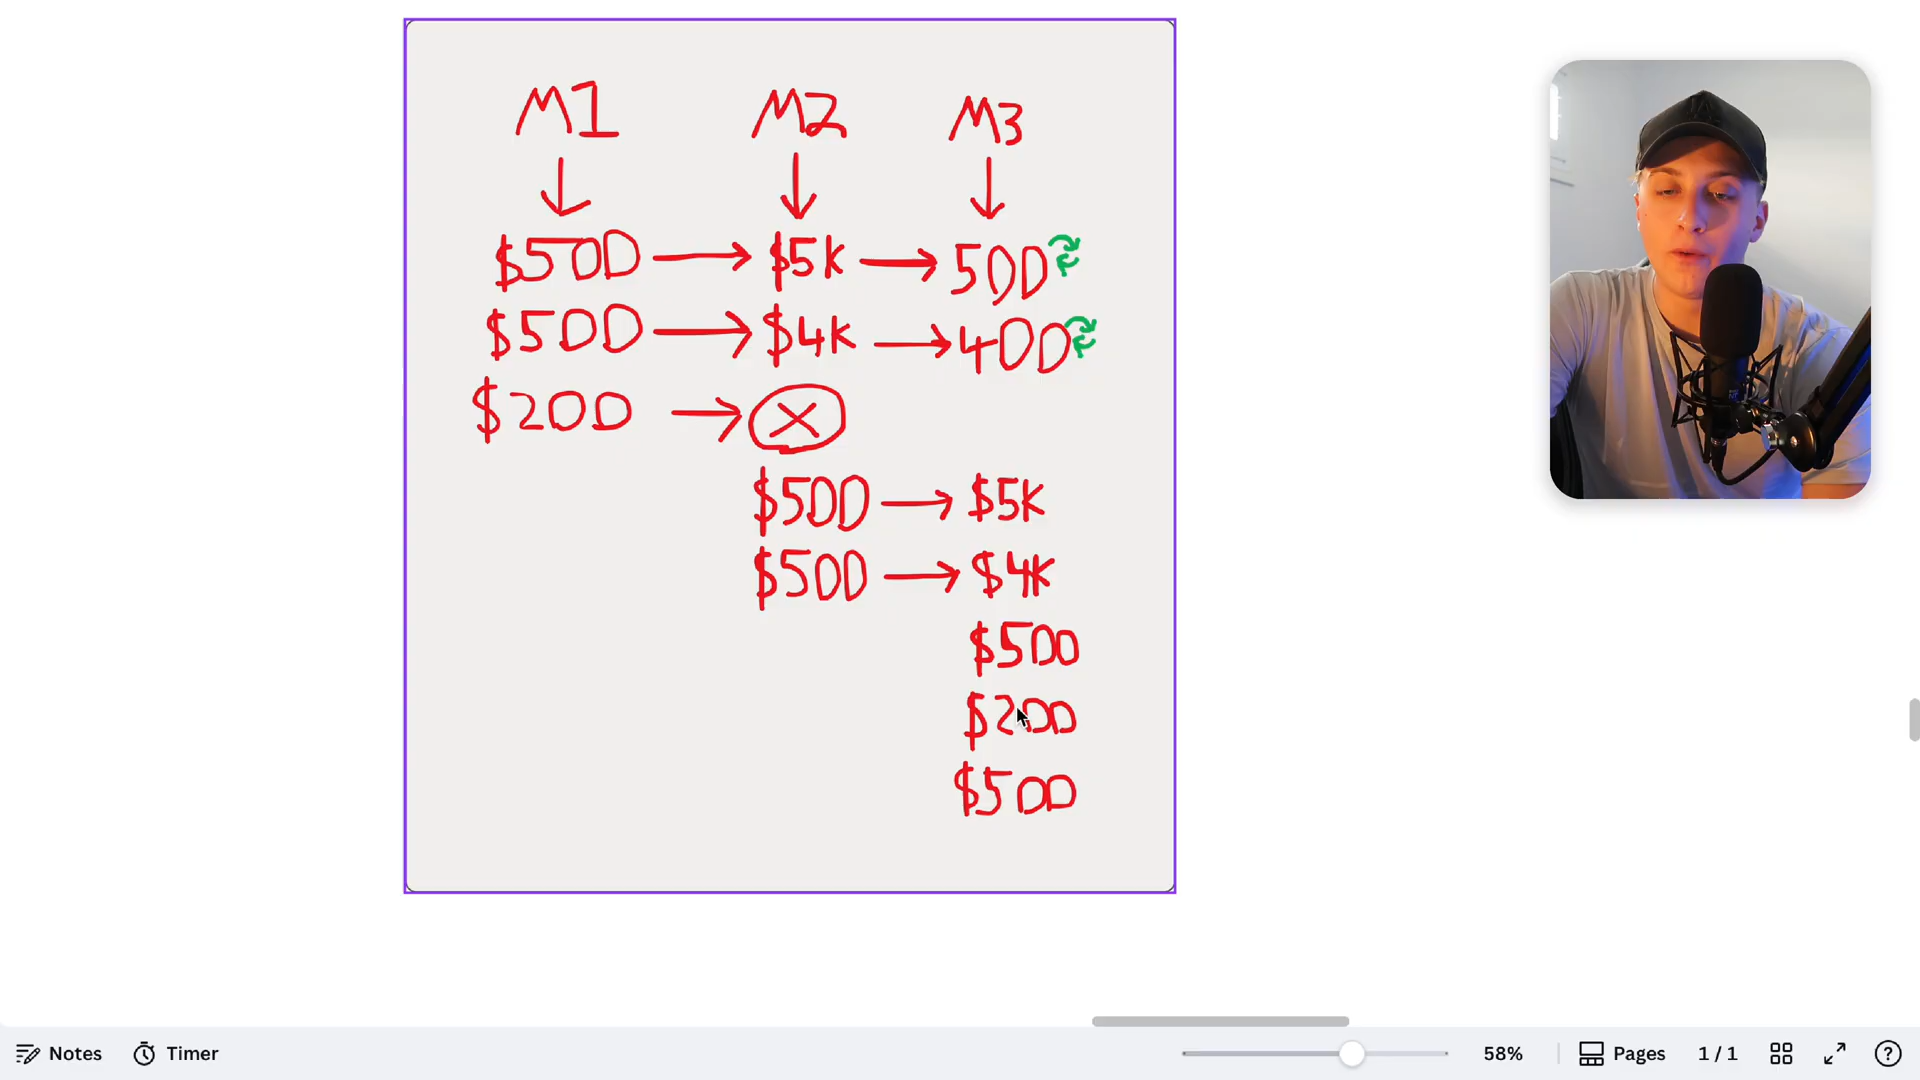 M1 M2 M3
$500 → $5K → 500
$500 → $4K → 400
$200 → X
$500 → $5K
$500 → $4K
$500
$200
$500
Notes Timer 58% Pages 1 / 1 ?